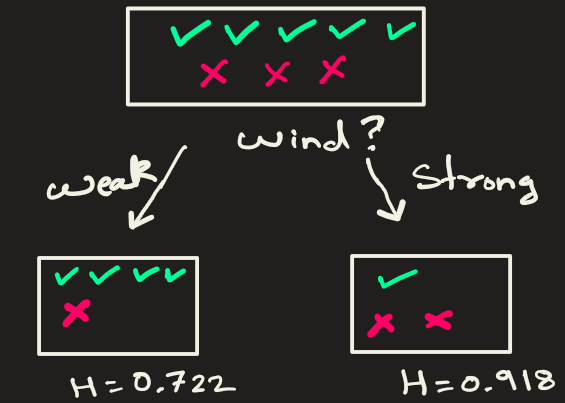 wind?
weak
Strong
H=0.722
H=0.918